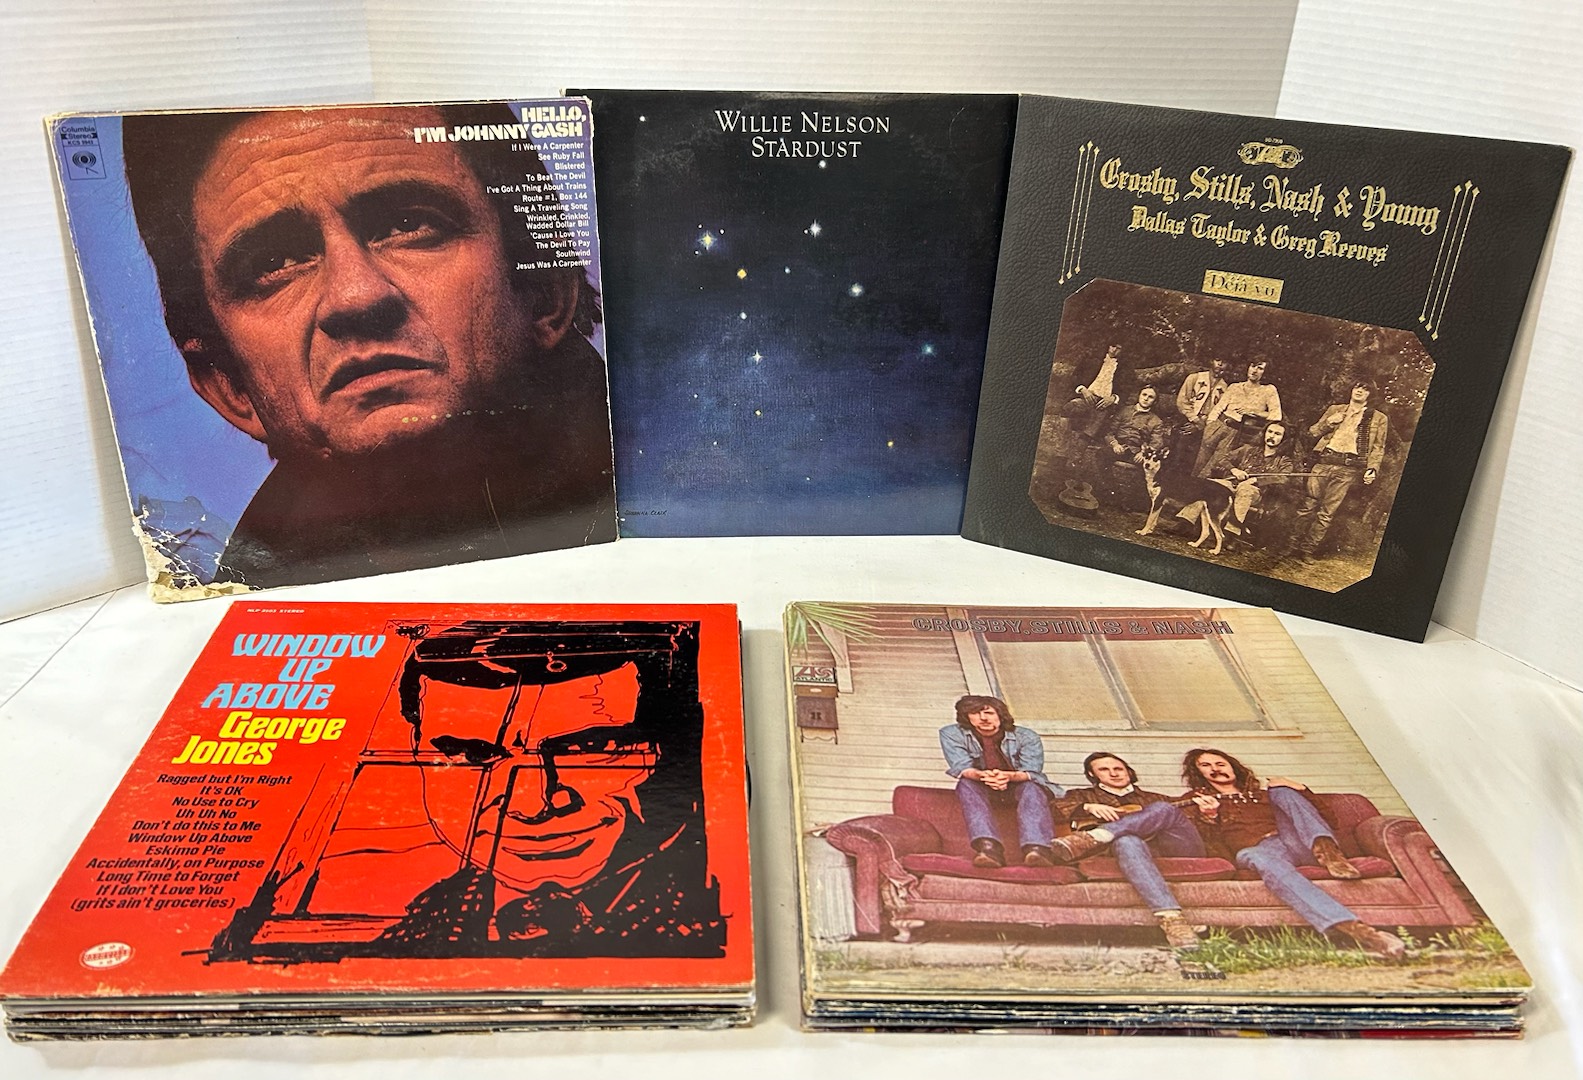 Columbia
Stereo
KCS 9943
HELLO,
I'M JOHNNY CASH
If I Were A Carpenter
See Ruby Fall
Blistered
To Beat The Devil
I've Got A Thing About Trains
Route #1, Box 144
Sing A Traveling Song
Wrinkled, Crinkled,
Wadded Dollar Bill
'Cause I Love You
The Devil To Pay
Southwind
Jesus Was A Carpenter
WILLIE NELSON
STARDUST
Crosby, Stills, Nash & Young
Dallas Taylor & Greg Reeves
Déjà vu
STEREO
WINDOW
UP
ABOVE
George
Jones
Ragged but I'm Right
It's OK
No Use to Cry
Uh Uh No
Don't do this to Me
Window Up Above
Eskimo Pie
Accidentally, on Purpose
Long Time to Forget
If I don't Love You
(grits ain't groceries)
CROSBY, STILLS & NASH
ATLANTIC
STEREO